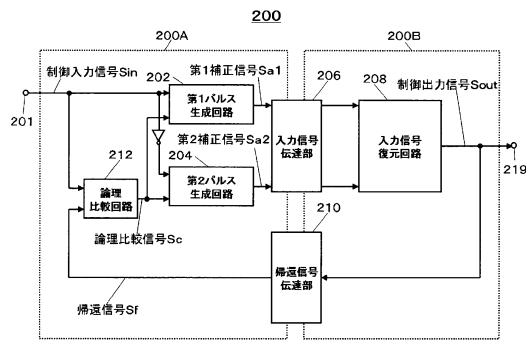 200
200A
200B
制御入力信号Sin
202
第1補正信号Sa1
206
208
制御出力信号Sout
201
第1パルス
生成回路
第2補正信号Sa2
入力信号
伝達部
入力信号
復元回路
212
204
219
論理
比較回路
第2パルス
生成回路
論理比較信号Sc
210
帰還信号
伝達部
帰還信号Sf